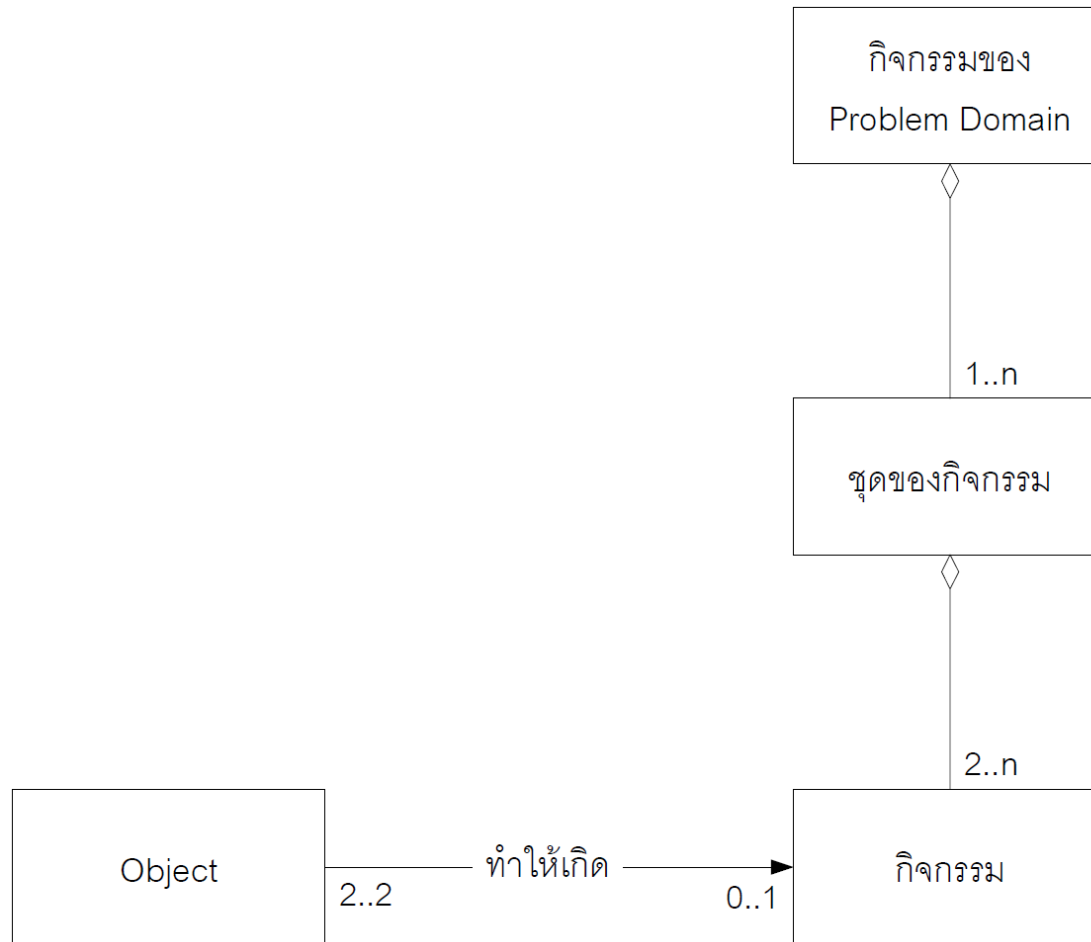 กิจกรรมของ
Problem Domain
1..n
ชุดของกิจกรรม
2..n
Object
2..2
ทำให้เกิด
0..1
กิจกรรม